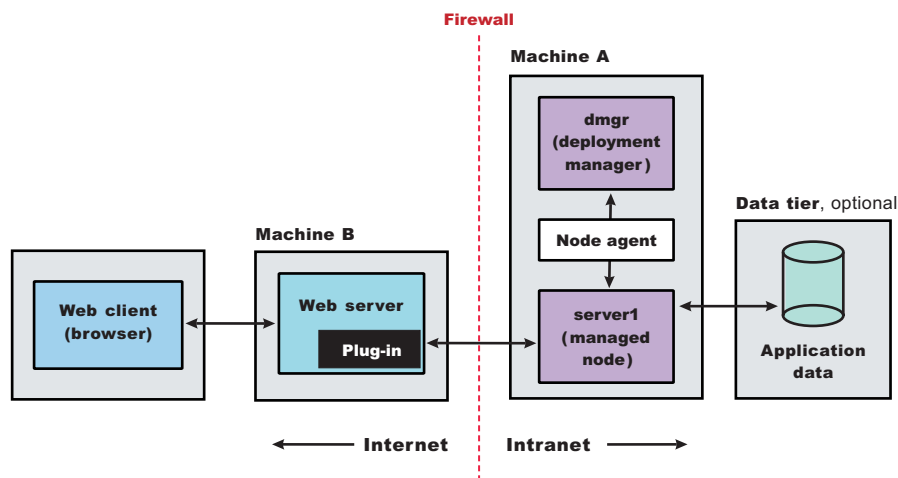 Firewall
Machine A
dmgr
(deployment
manager)
Data tier, optional
Machine B
Node agent
Web client
(browser)
Web server
Plug-in
server1
(managed
node)
Application
data
Internet
Intranet